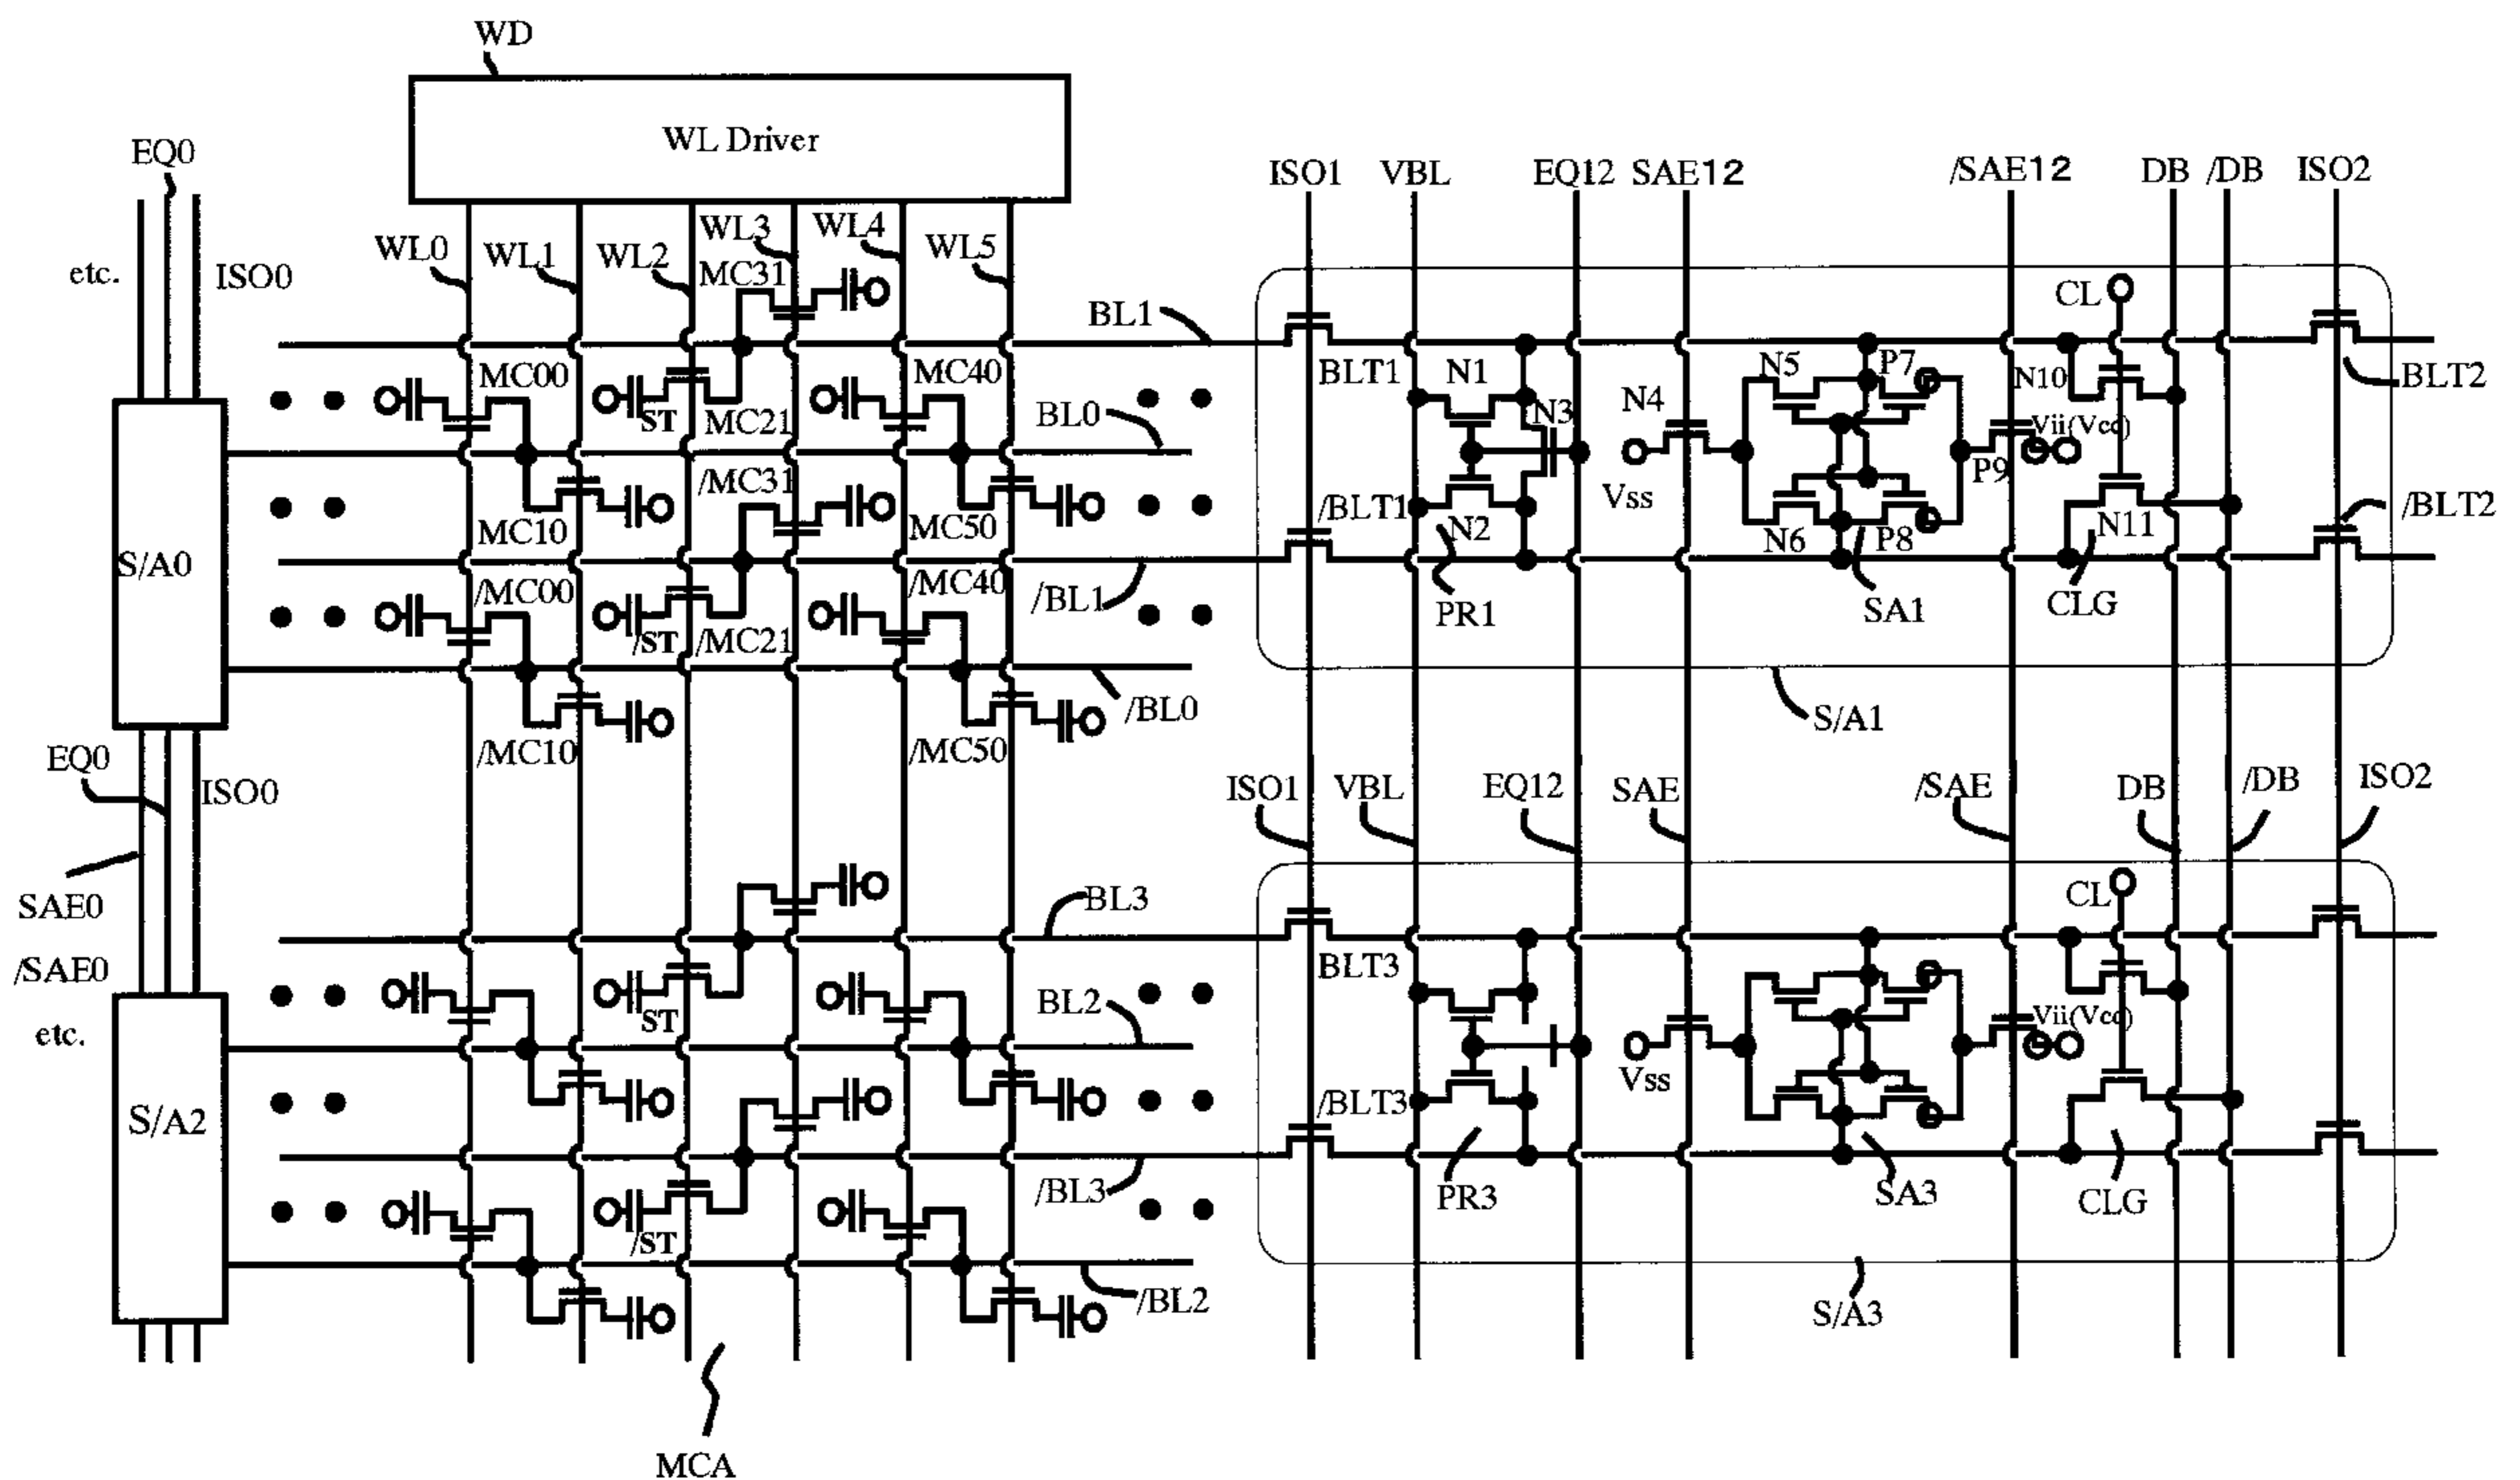 WD
WL Driver
EQ0
ISO1 VBL EQ12 SAE12 /SAE12 DB /DB ISO2
etc. ISO0 WL0 WL1 WL2 WL3 WL4 WL5
MC31
BL1
CL
MC00 ST MC21 MC40
BLT1 N1 N5 P7 N10 BLT2
BL0 N3 N4 Vii(Vcc)
/MC31 P9
Vss
MC10 MC50 /BLT1 N2 N6 P8 N11 /BLT2
S/A0
/MC00 /MC40 /BL1 PR1 SA1 CLG
/ST /MC21
/BL0 S/A1
/MC10 /MC50
EQ0 ISO0
ISO1 VBL EQ12 SAE /SAE DB /DB ISO2
SAE0
BL3 CL
/SAE0
BLT3
ST BL2 Vii(Vcc)
etc.
Vss
S/A2
/BLT3
/BL3 PR3 SA3 CLG
/ST
/BL2 S/A3
MCA